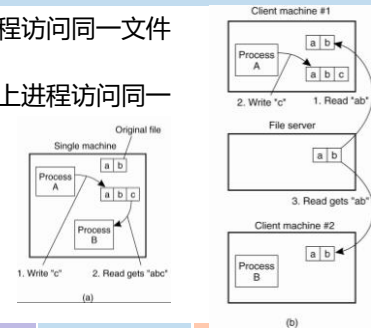 程访问同一文件
上进程访问同一
Original file
Single machine
a b
Process
A
a b c
Process
B
1. Write "c"
2. Read gets "abc"
(a)
Client machine #1
a b
Process
A
a b c
2. Write "c"
1. Read "ab"
File server
a b
3. Read gets "ab"
Client machine #2
a b
Process
B
(b)